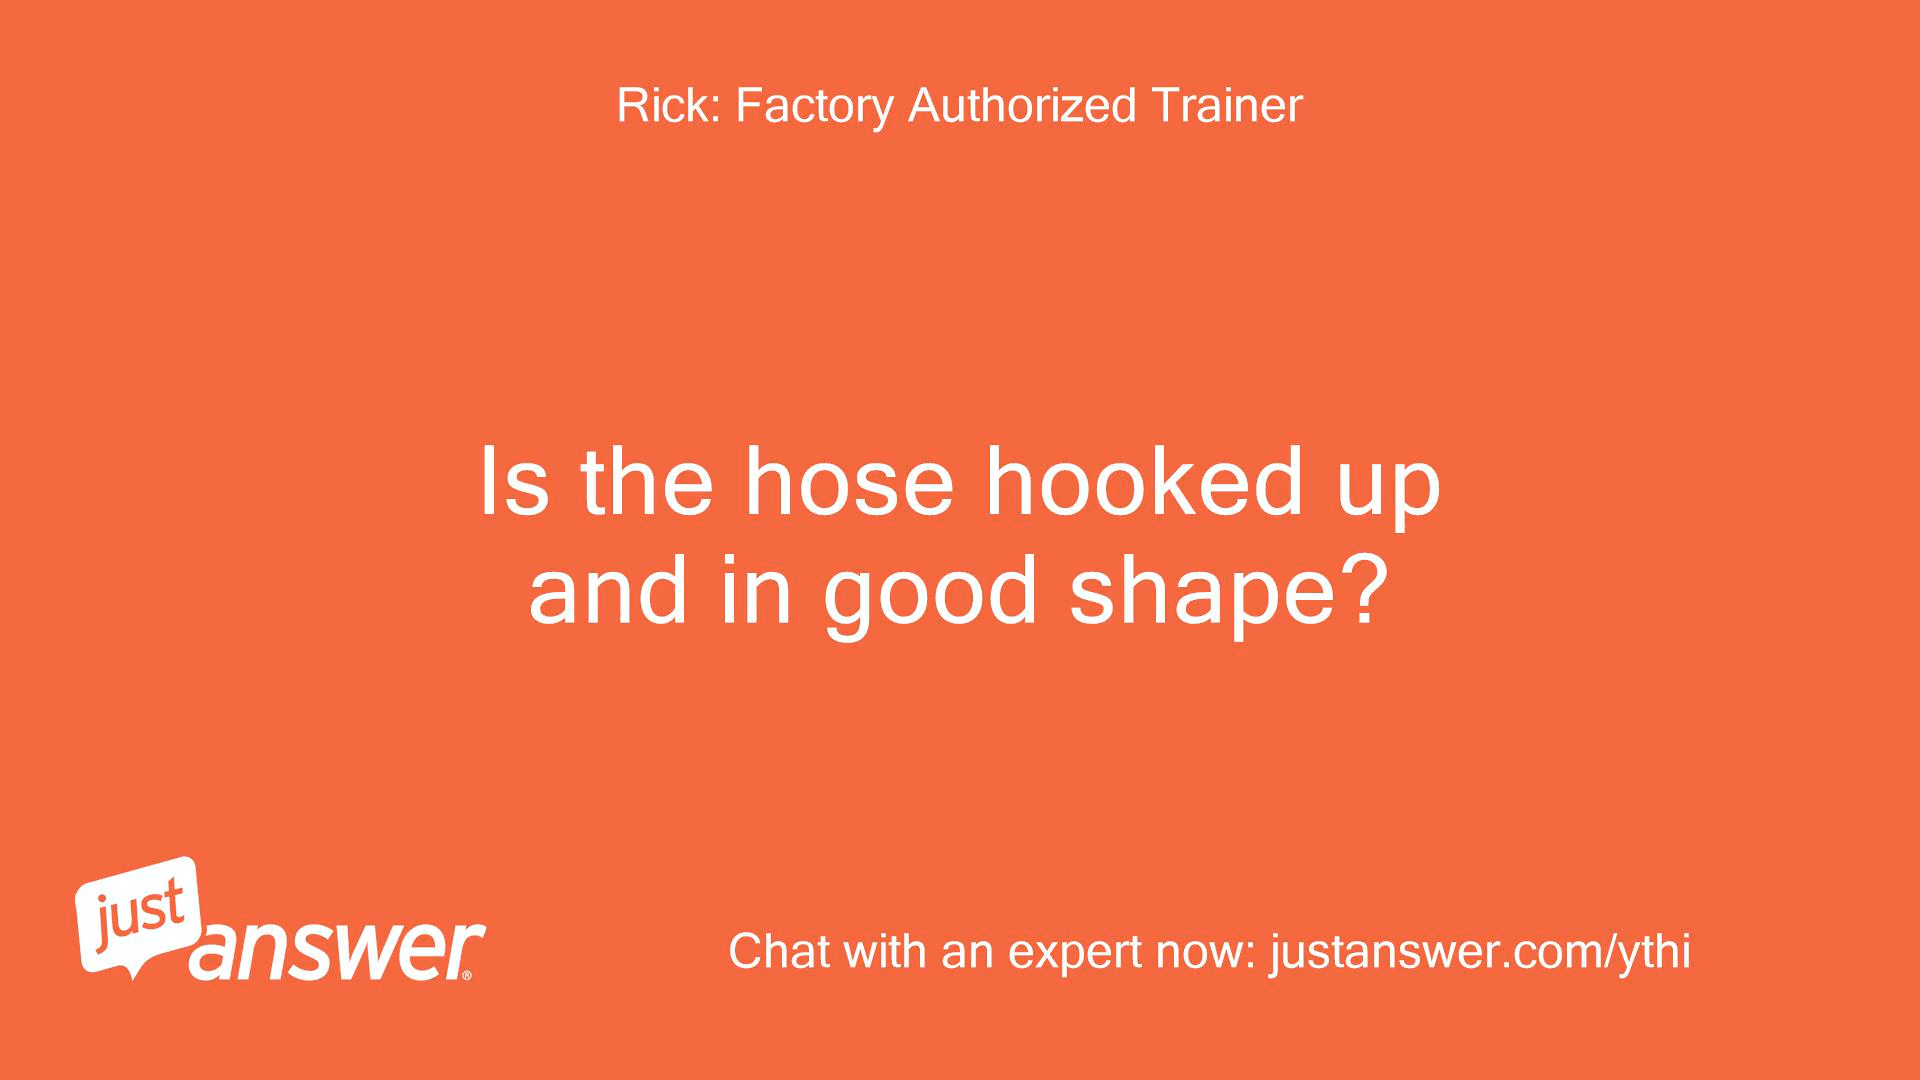 Rick: Factory Authorized Trainer
Is the hose hooked up
and in good shape?
just
answer®
Chat with an expert now: justanswer.com/ythi